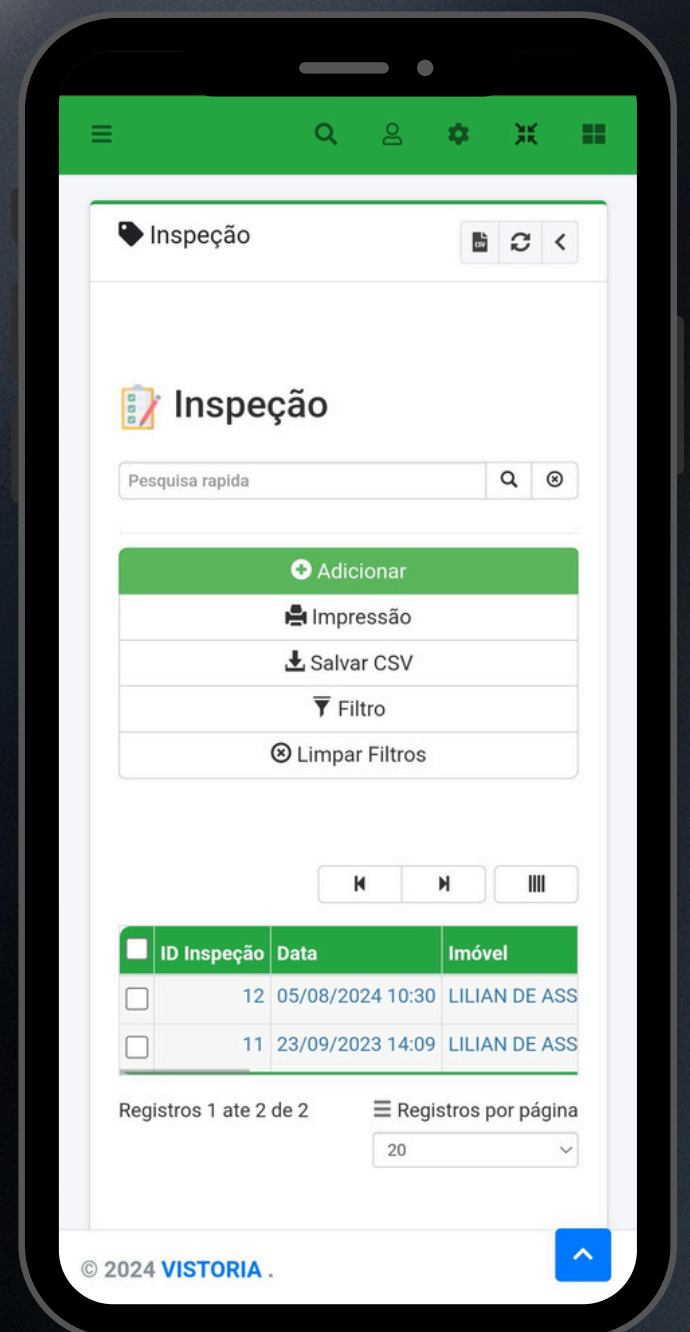 Inspeção
CSV
Inspeção
Pesquisa rapida
Adicionar
Impressão
Salvar CSV
Filtro
Limpar Filtros
ID Inspeção Data Imóvel
12 05/08/2024 10:30 LILIAN DE ASS
11 23/09/2023 14:09 LILIAN DE ASS
Registros 1 ate 2 de 2 Registros por página
20
© 2024 VISTORIA .